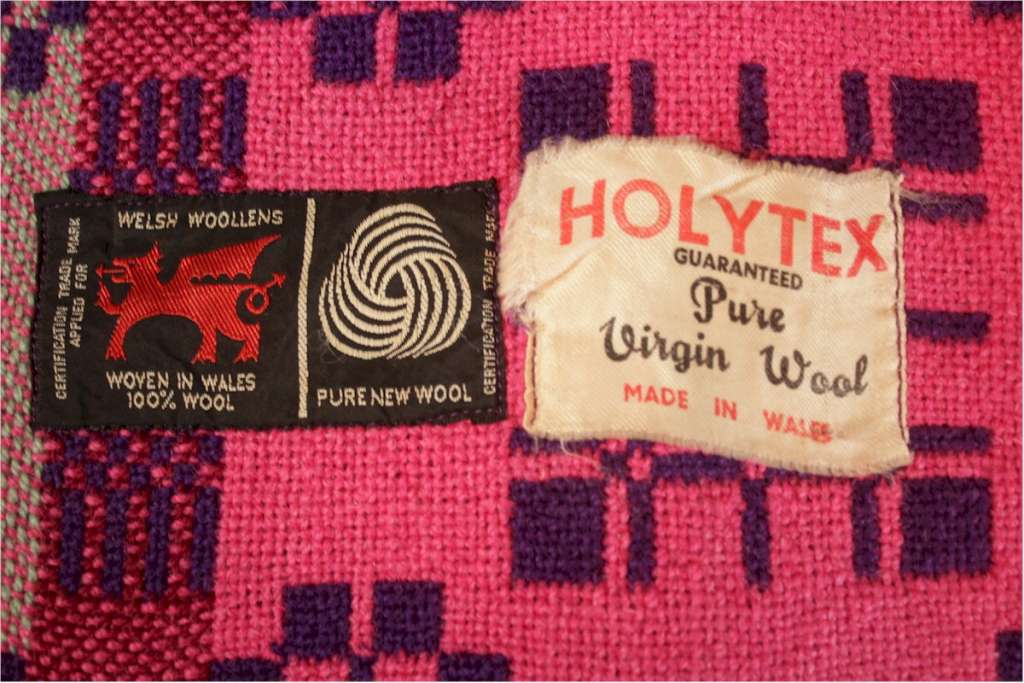 WELSH WOOLLENS
CERTIFICATION TRADE MARK
APPLIED FOR
WOVEN IN WALES
100% WOOL
PURE NEW WOOL
CERTIFICATION TRADE MARK
HOLYTEX
GUARANTEED
Pure
Virgin Wool
MADE IN WALES